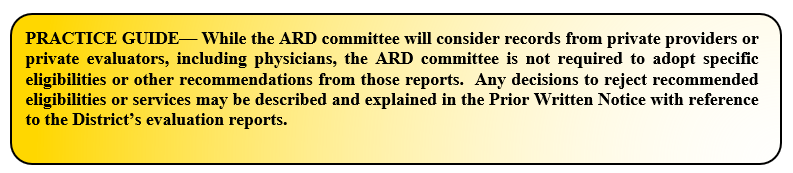 PRACTICE GUIDE— While the ARD committee will consider records from private providers or
private evaluators, including physicians, the ARD committee is not required to adopt specific
eligibilities or other recommendations from those reports.  Any decisions to reject recommended
eligibilities or services may be described and explained in the Prior Written Notice with reference
to the District’s evaluation reports.